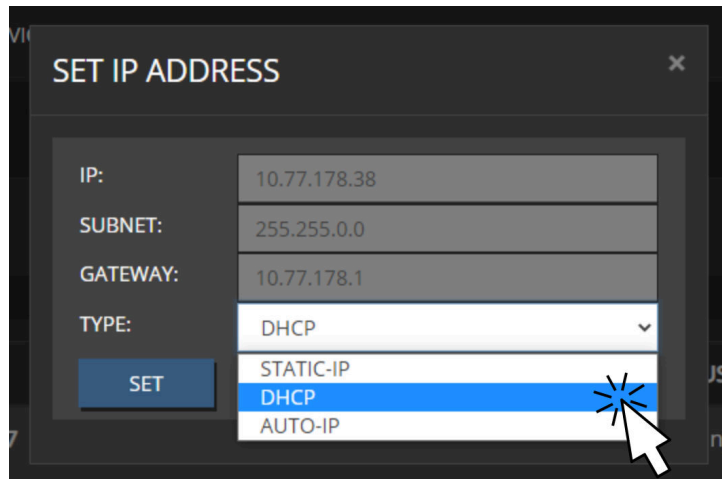 SET IP ADDRESS ×
IP: 10.77.178.38
SUBNET: 255.255.0.0
GATEWAY: 10.77.178.1
TYPE: DHCP
STATIC-IP
SET
DHCP
AUTO-IP
7